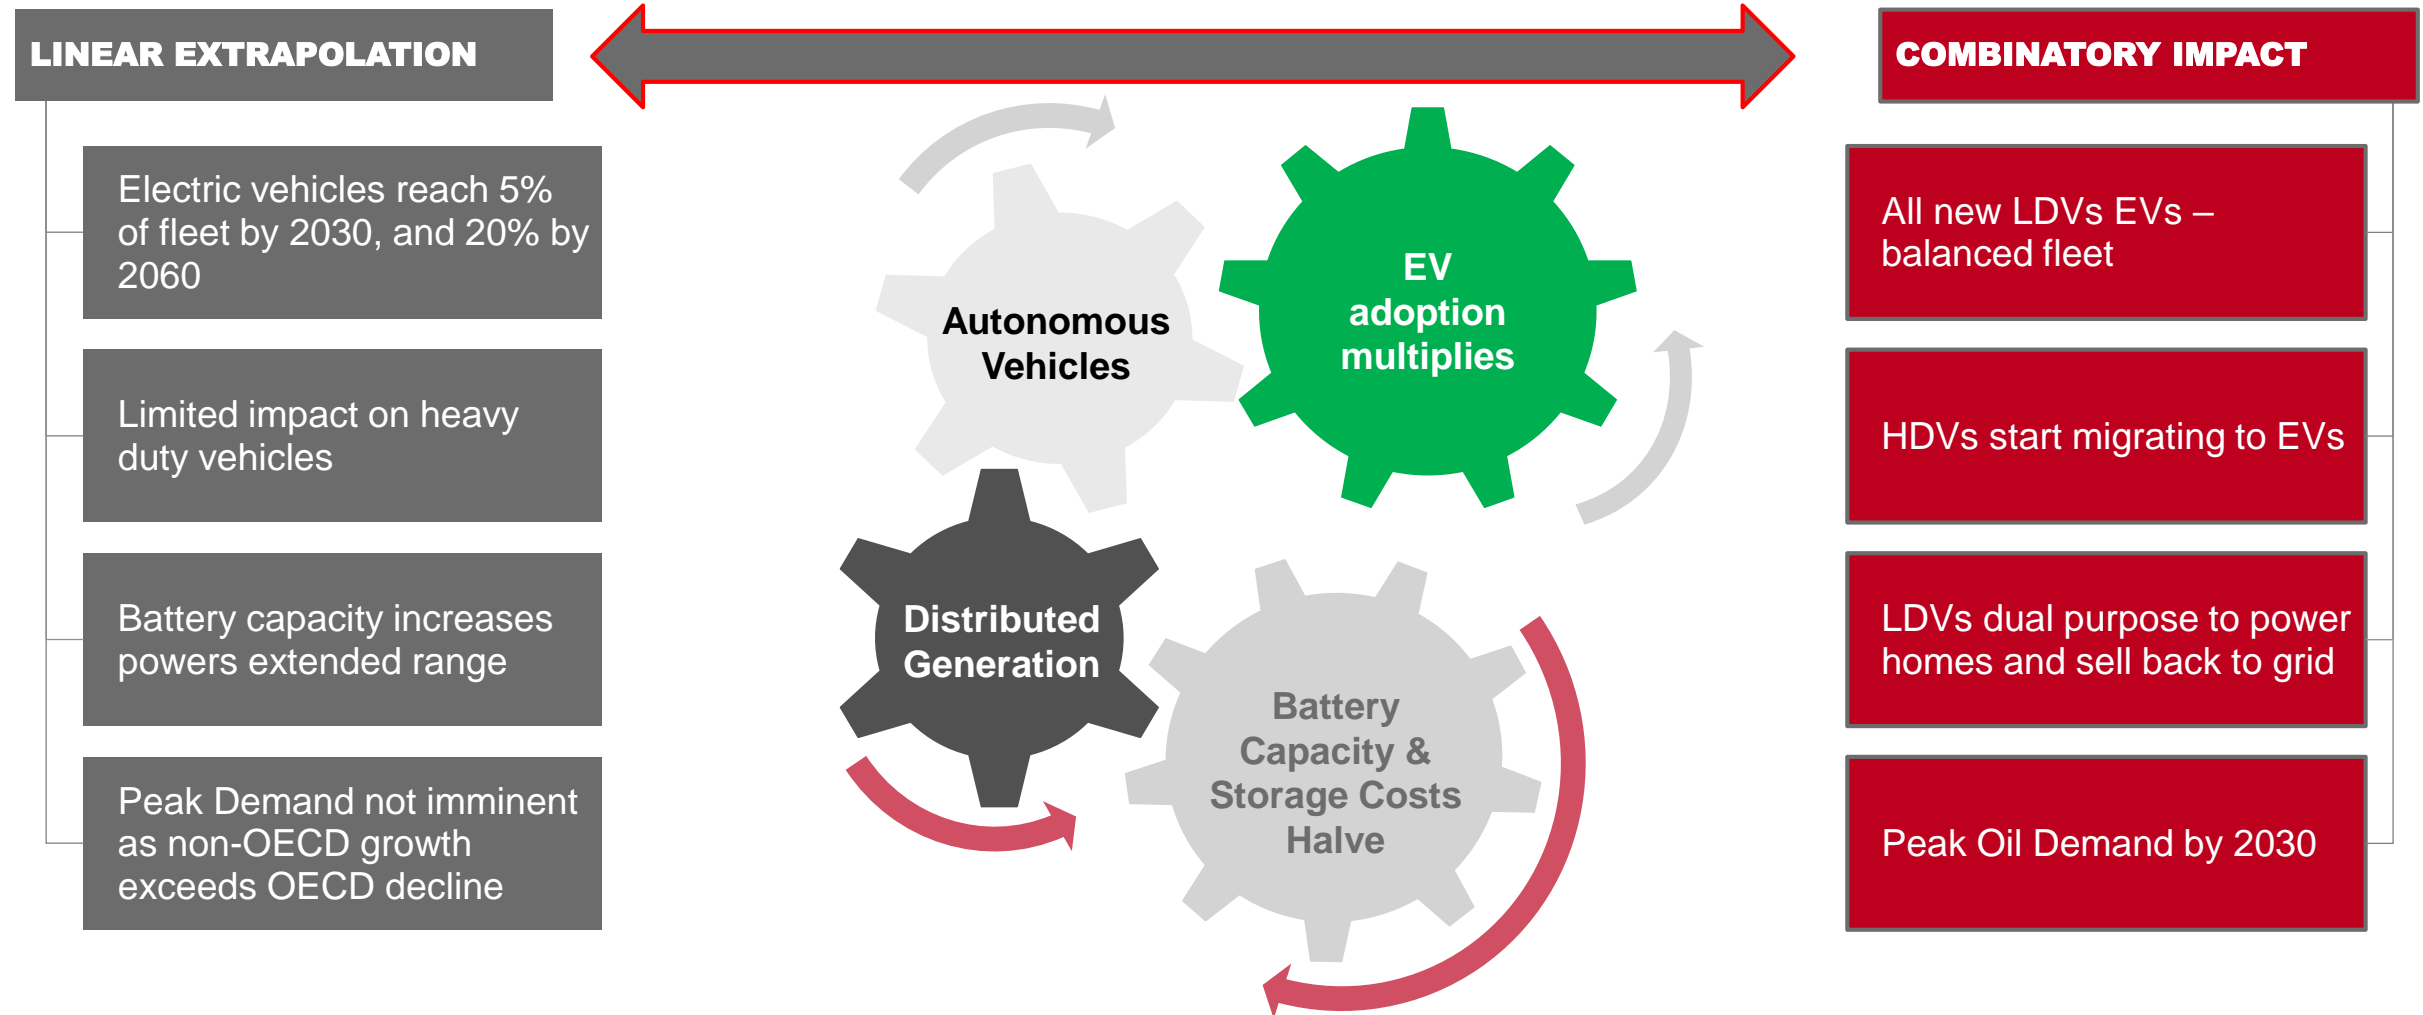 LINEAR EXTRAPOLATION
Electric vehicles reach 5%
of fleet by 2030, and 20% by
2060
Limited impact on heavy
duty vehicles
Battery capacity increases
powers extended range
Peak Demand not imminent
as non-OECD growth
exceeds OECD decline
Autonomous
Vehicles
EV
adoption
multiplies
Distributed
Generation
Battery
Capacity &
Storage Costs
Halve
COMBINATORY IMPACT
All new LDVs EVs –
balanced fleet
HDVs start migrating to EVs
LDVs dual purpose to power
homes and sell back to grid
Peak Oil Demand by 2030